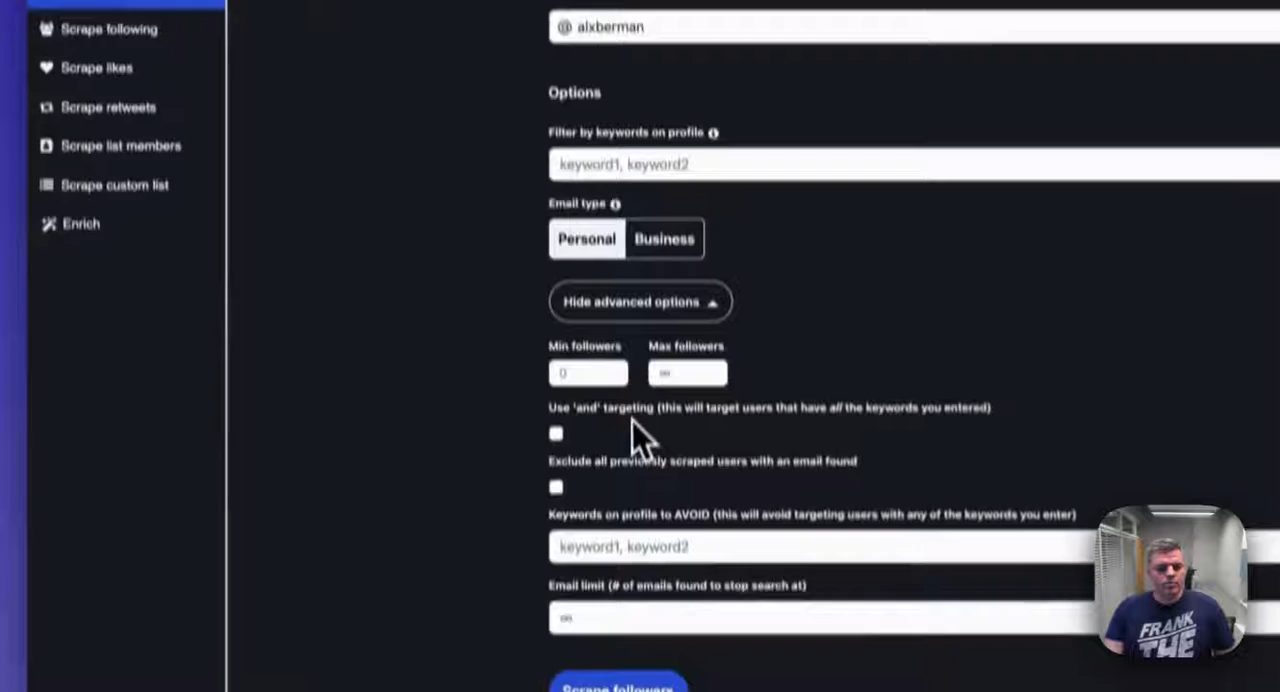 @ alxberman
Scrape following
Scrape likes
Scrape retweets
Scrape list members
Scrape custom list
Enrich
Options
Filter by keywords on profile
keyword1, keyword2
Email type
Personal Business
Hide advanced options
Min followers Max followers
0 ∞
Use 'and' targeting (this will target users that have all the keywords you entered)
Exclude all previously scraped users with an email found
Keywords on profile to AVOID (this will avoid targeting users with any of the keywords you enter)
keyword1, keyword2
Email limit (# of emails found to stop search at)
∞
Scrape followers
FRANK
THE